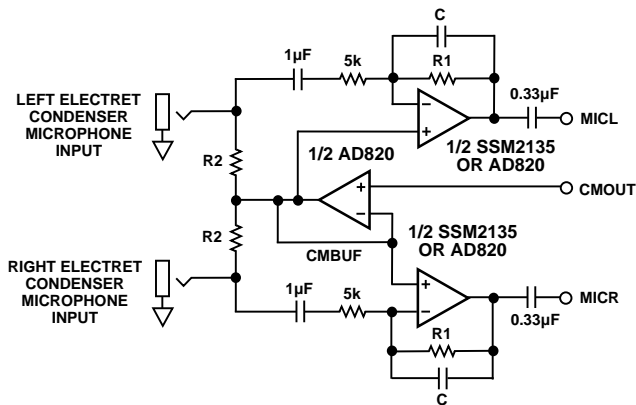 C
1µF
5k
R1
0.33µF
LEFT ELECTRET
CONDENSER
MICROPHONE
INPUT
MICL
1/2 SSM2135
OR AD820
1/2 AD820
R2
CMOUT
R2
1/2 SSM2135
OR AD820
CMBUF
RIGHT ELECTRET
CONDENSER
MICROPHONE
INPUT
1µF
5k
MICR
0.33µF
R1
C